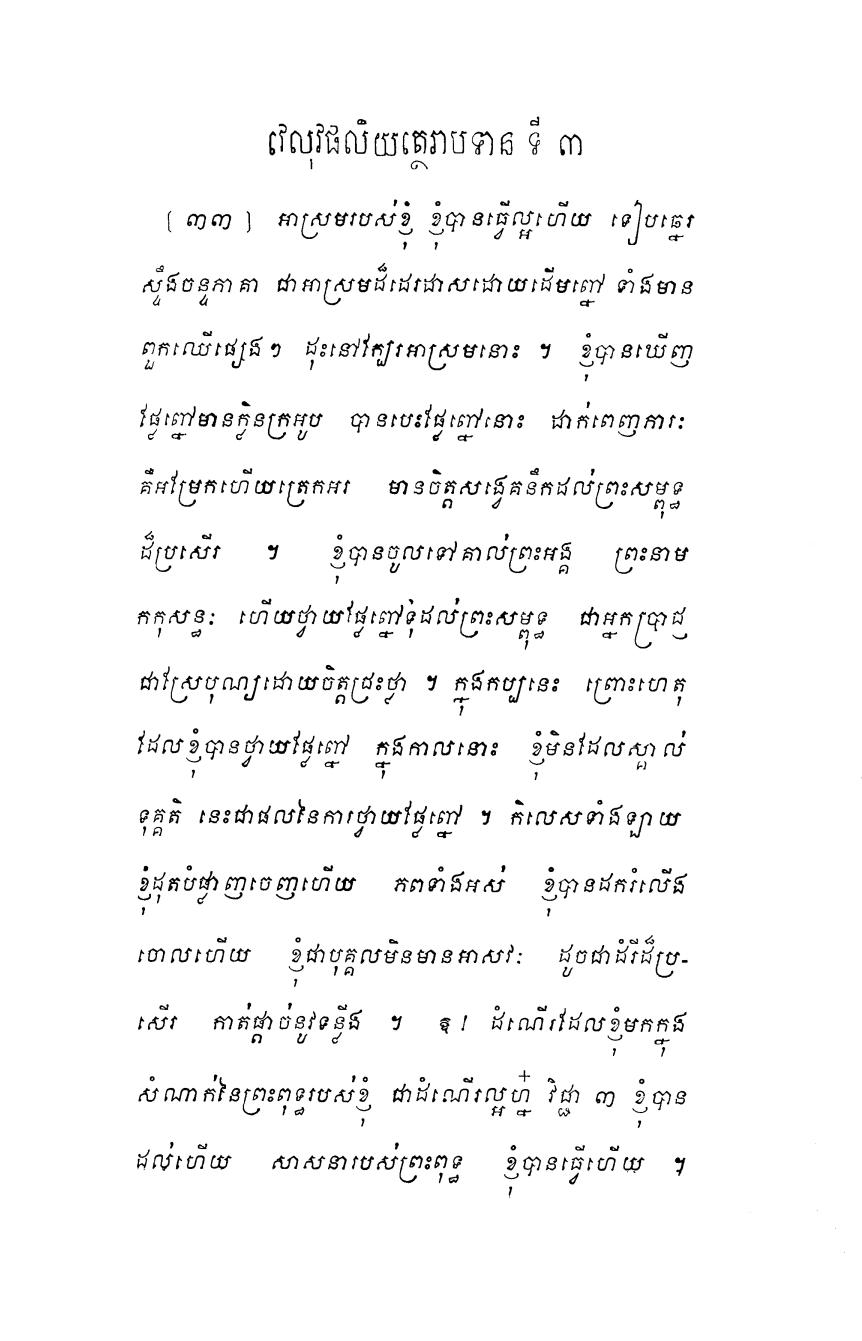 វេលុវផលិយត្ថេរាបទាន ទី ៣
[ ៣៣ ] អាស្រមរបស់ខ្ញុំ ខ្ញុំបានធ្វើល្អហើយ ទៀបឆ្នេរ
ស្ទឹងចន្ទភាគា ជាអាស្រមដ៏ដេរដាសដោយដើមព្នៅ ទាំងមាន
ពួកឈើផ្សេងៗ ដុះនៅក្បែរអាស្រមនោះ ។ ខ្ញុំបានឃើញ
ផ្លែព្នៅមានក្លិនក្រអូប បានបេះផ្លែព្នៅនោះ ដាក់ពេញការៈ
គឺអម្រែកហើយត្រេកអរ មានចិត្តសង្វេគនឹកដល់ព្រះសម្ពុទ្ធ
ដ៏ប្រសើរ ។ ខ្ញុំបានចូលទៅគាល់ព្រះអង្គ ព្រះនាម
កកុសន្ធៈ ហើយថ្វាយផ្លែព្នៅទុំដល់ព្រះសម្ពុទ្ធ ជាអ្នកប្រាជ្ញ
ជាស្រែបុណ្យដោយចិត្តជ្រះថ្លា ។ ក្នុងកប្បនេះ ព្រោះហេតុ
ដែលខ្ញុំបានថ្វាយផ្លែព្នៅ ក្នុងកាលនោះ ខ្ញុំមិនដែលស្គាល់
ទុគ្គតិ នេះជាផលនៃការថ្វាយផ្លែព្នៅ ។ កិលេសទាំងឡាយ
ខ្ញុំដុតបំផ្លាញចេញហើយ ភពទាំងអស់ ខ្ញុំបានដករំលើង
ចោលហើយ ខ្ញុំជាបុគ្គលមិនមានអាសវៈ ដូចជាដំរីដ៏ប្រ-
សើរ កាត់ផ្តាច់នូវទន្លីង ។ ឱ! ដំណើរដែលខ្ញុំមកក្នុង
សំណាក់នៃព្រះពុទ្ធរបស់ខ្ញុំ ជាដំណើរល្អហ្ន៎ វិជ្ជា ៣ ខ្ញុំបាន
ដល់ហើយ សាសនារបស់ព្រះពុទ្ធ ខ្ញុំបានធ្វើហើយ ។